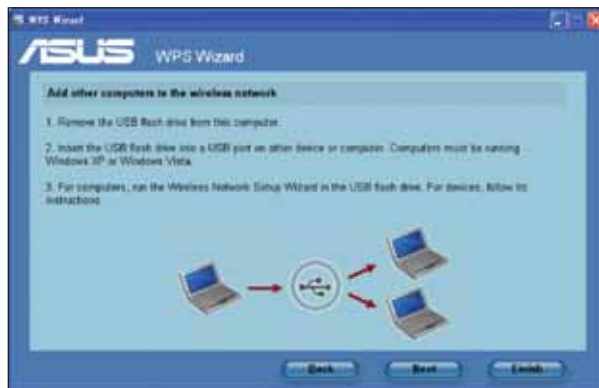 WPS Wizard
ASUS WPS Wizard
Add other computers to the wireless network
1. Remove the USB flash drive from this computer.
2. Insert the USB flash drive into a USB port on other device or computer. Computers must be running
Windows XP or Windows Vista.
3. For computers, run the Wireless Network Setup Wizard in the USB flash drive. For devices, follow its
instructions.
Back Next Finish